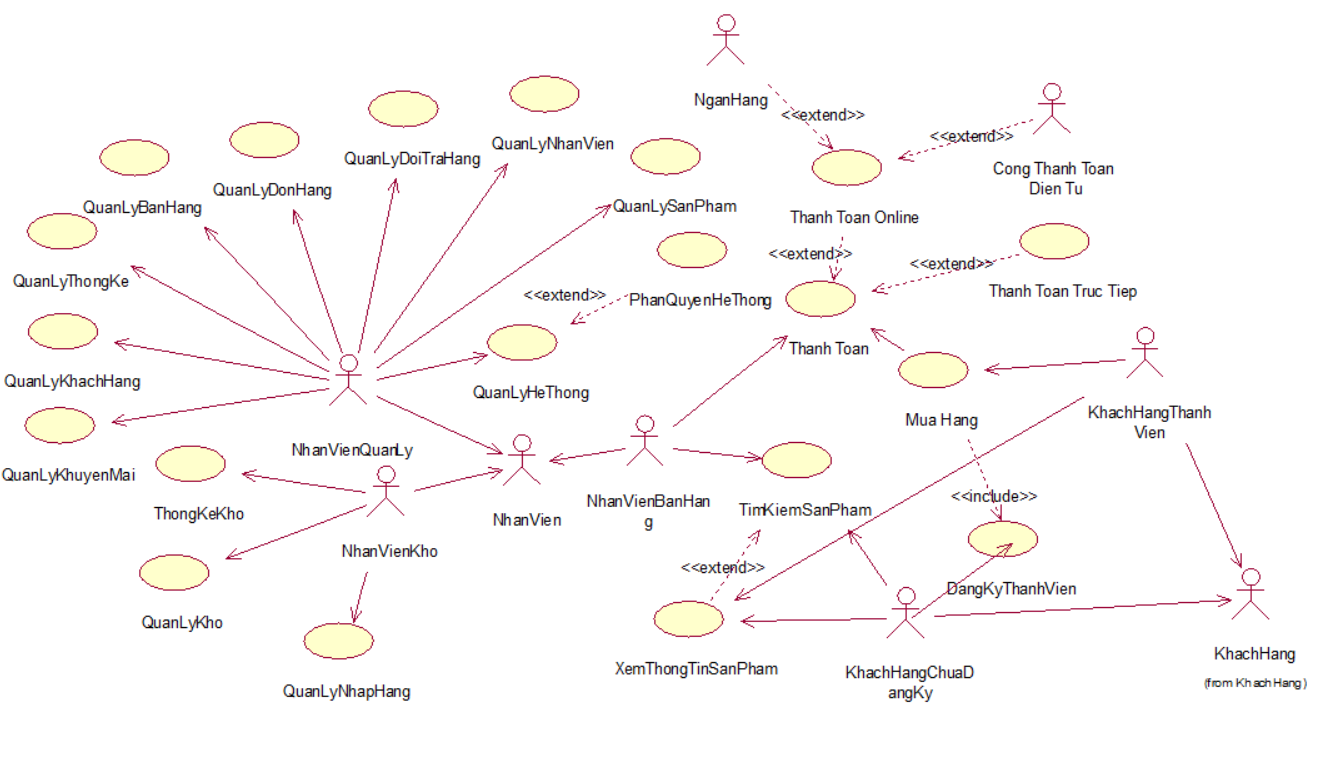 NganHang
<<extend>>
<<extend>>
Cong Thanh Toan
Dien Tu
QuanLyNhanVien
QuanLyDoiTraHang
QuanLyDonHang
QuanLyBanHang
QuanLySanPham
Thanh Toan Online
<<extend>>
<<extend>>
Thanh Toan Truc Tiep
QuanLyThongKe
<<extend>>
PhanQuyenHeThong
Thanh Toan
QuanLyKhachHang
QuanLyHeThong
Mua Hang
KhachHangThanh
Vien
NhanVienQuanLy
QuanLyKhuyenMai
ThongKeKho
NhanVien
NhanVienBanHan
g
TimKiemSanPham
<<include>>
NhanVienKho
<<extend>>
DangKyThanhVien
QuanLyKho
XemThongTinSanPham
KhachHangChuaD
angKy
KhachHang
(from KhachHang)
QuanLyNhapHang